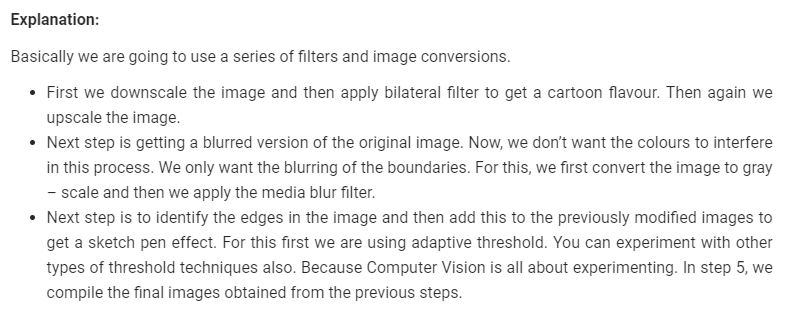 Explanation:
Basically we are going to use a series of filters and image conversions.
• First we downscale the image and then apply bilateral filter to get a cartoon flavour. Then again we
upscale the image.
• Next step is getting a blurred version of the original image. Now, we don’t want the colours to interfere
in this process. We only want the blurring of the boundaries. For this, we first convert the image to gray
– scale and then we apply the media blur filter.
• Next step is to identify the edges in the image and then add this to the previously modified images to
get a sketch pen effect. For this first we are using adaptive threshold. You can experiment with other
types of threshold techniques also. Because Computer Vision is all about experimenting. In step 5, we
compile the final images obtained from the previous steps.